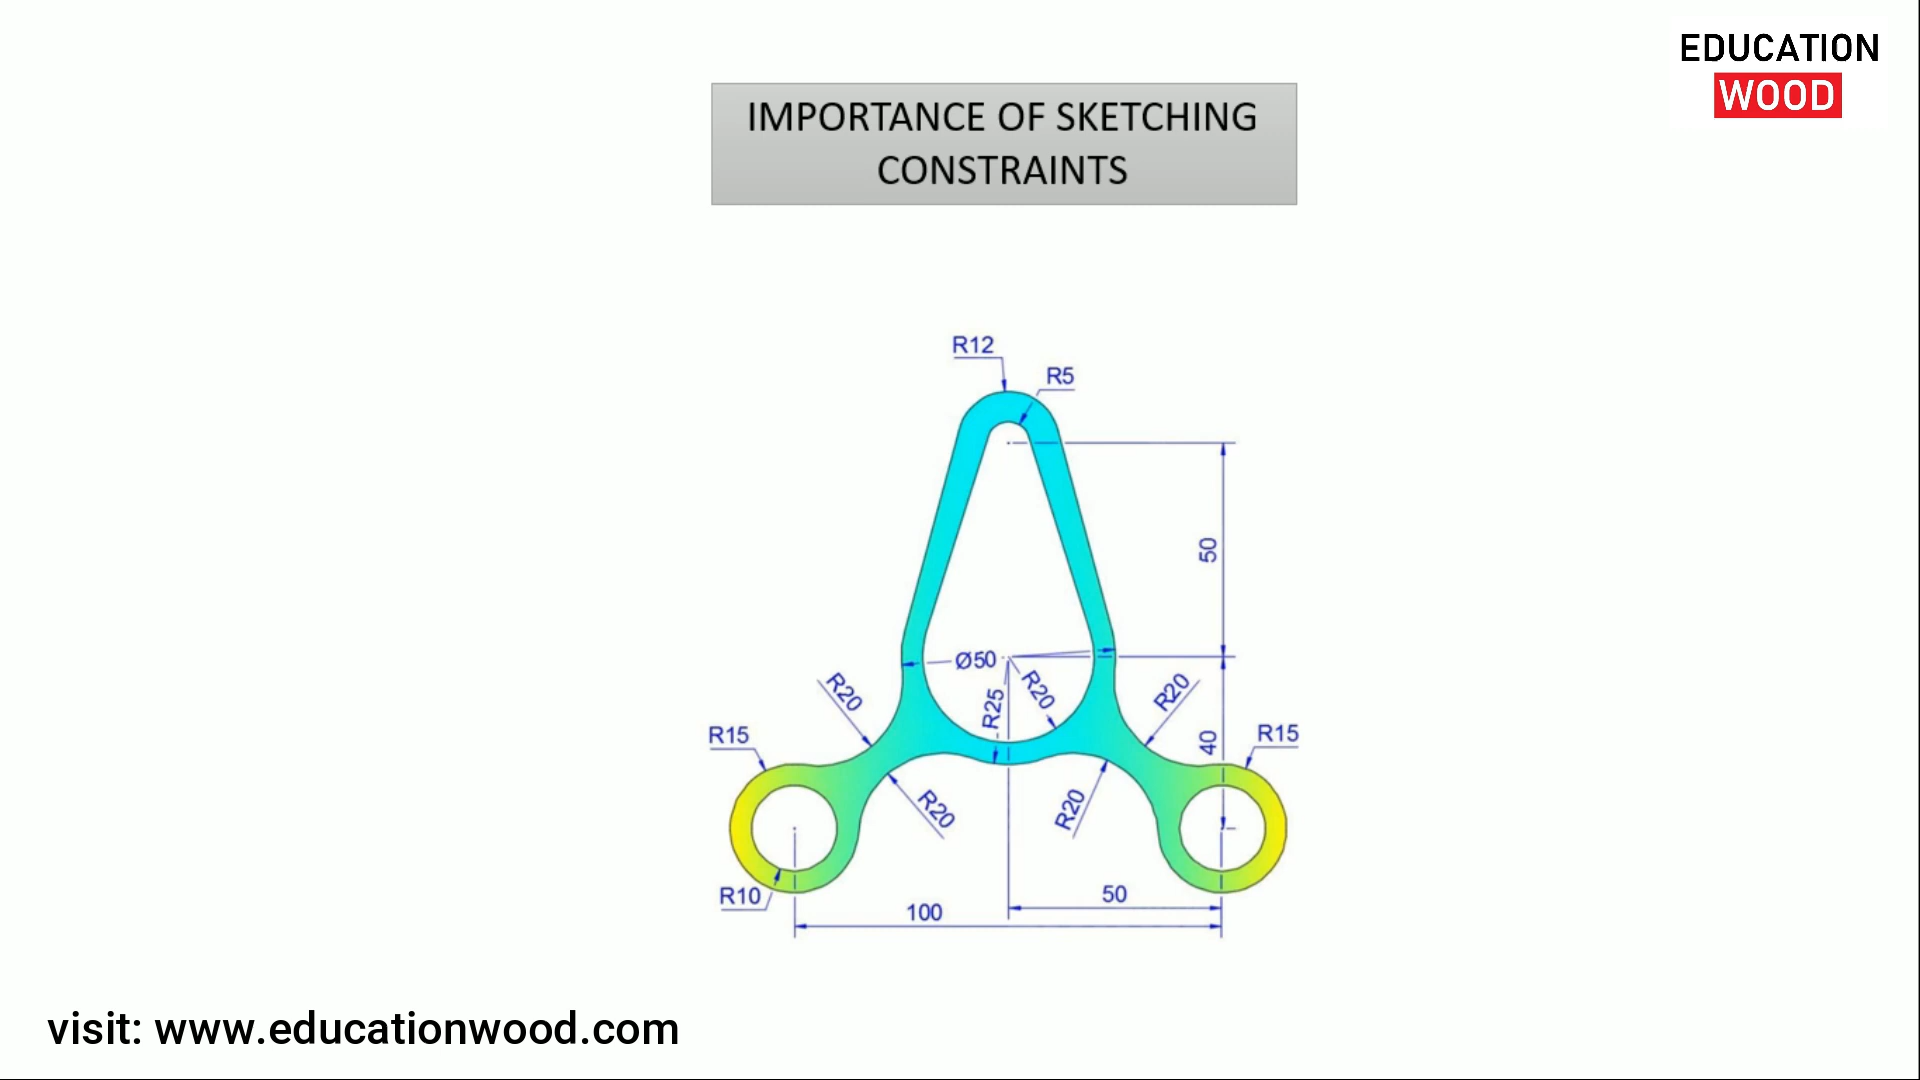 EDUCATION
WOOD
IMPORTANCE OF SKETCHING
CONSTRAINTS
R12
R5
50
Ø50
R20
R25
R20
R20
R15
40
R15
R20
R20
R10
50
100
visit: www.educationwood.com